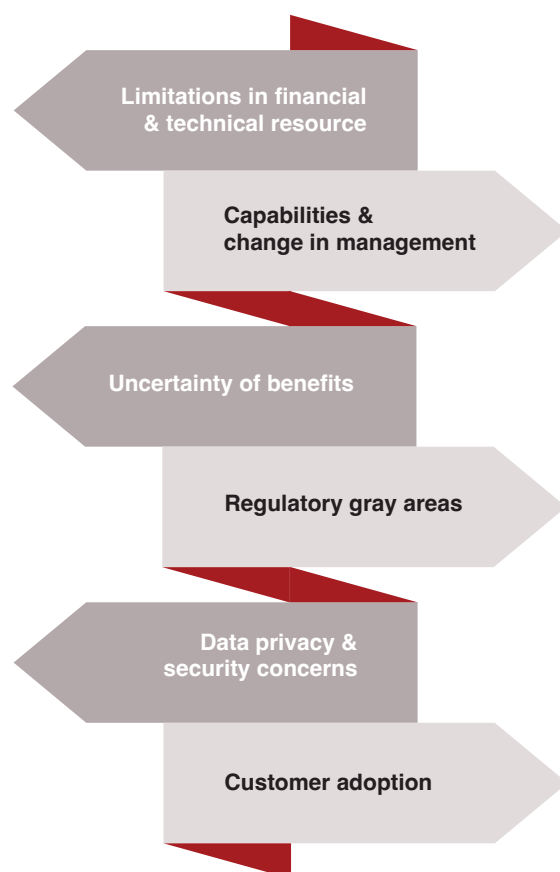 Limitations in financial
& technical resource
Capabilities &
change in management
Uncertainty of benefits
Regulatory gray areas
Data privacy &
security concerns
Customer adoption